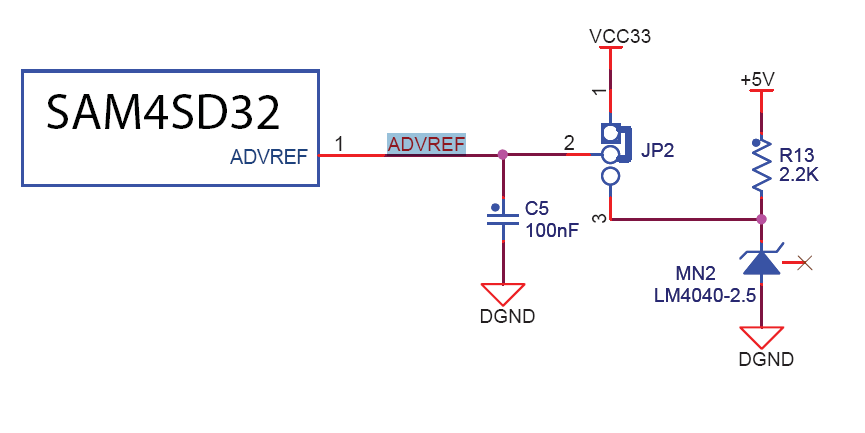 VCC33
1
+5V
SAM4SD32
ADVREF
1
ADVREF
2
JP2
R13
2.2K
C5
100nF
3
MN2
LM4040-2.5
DGND
DGND